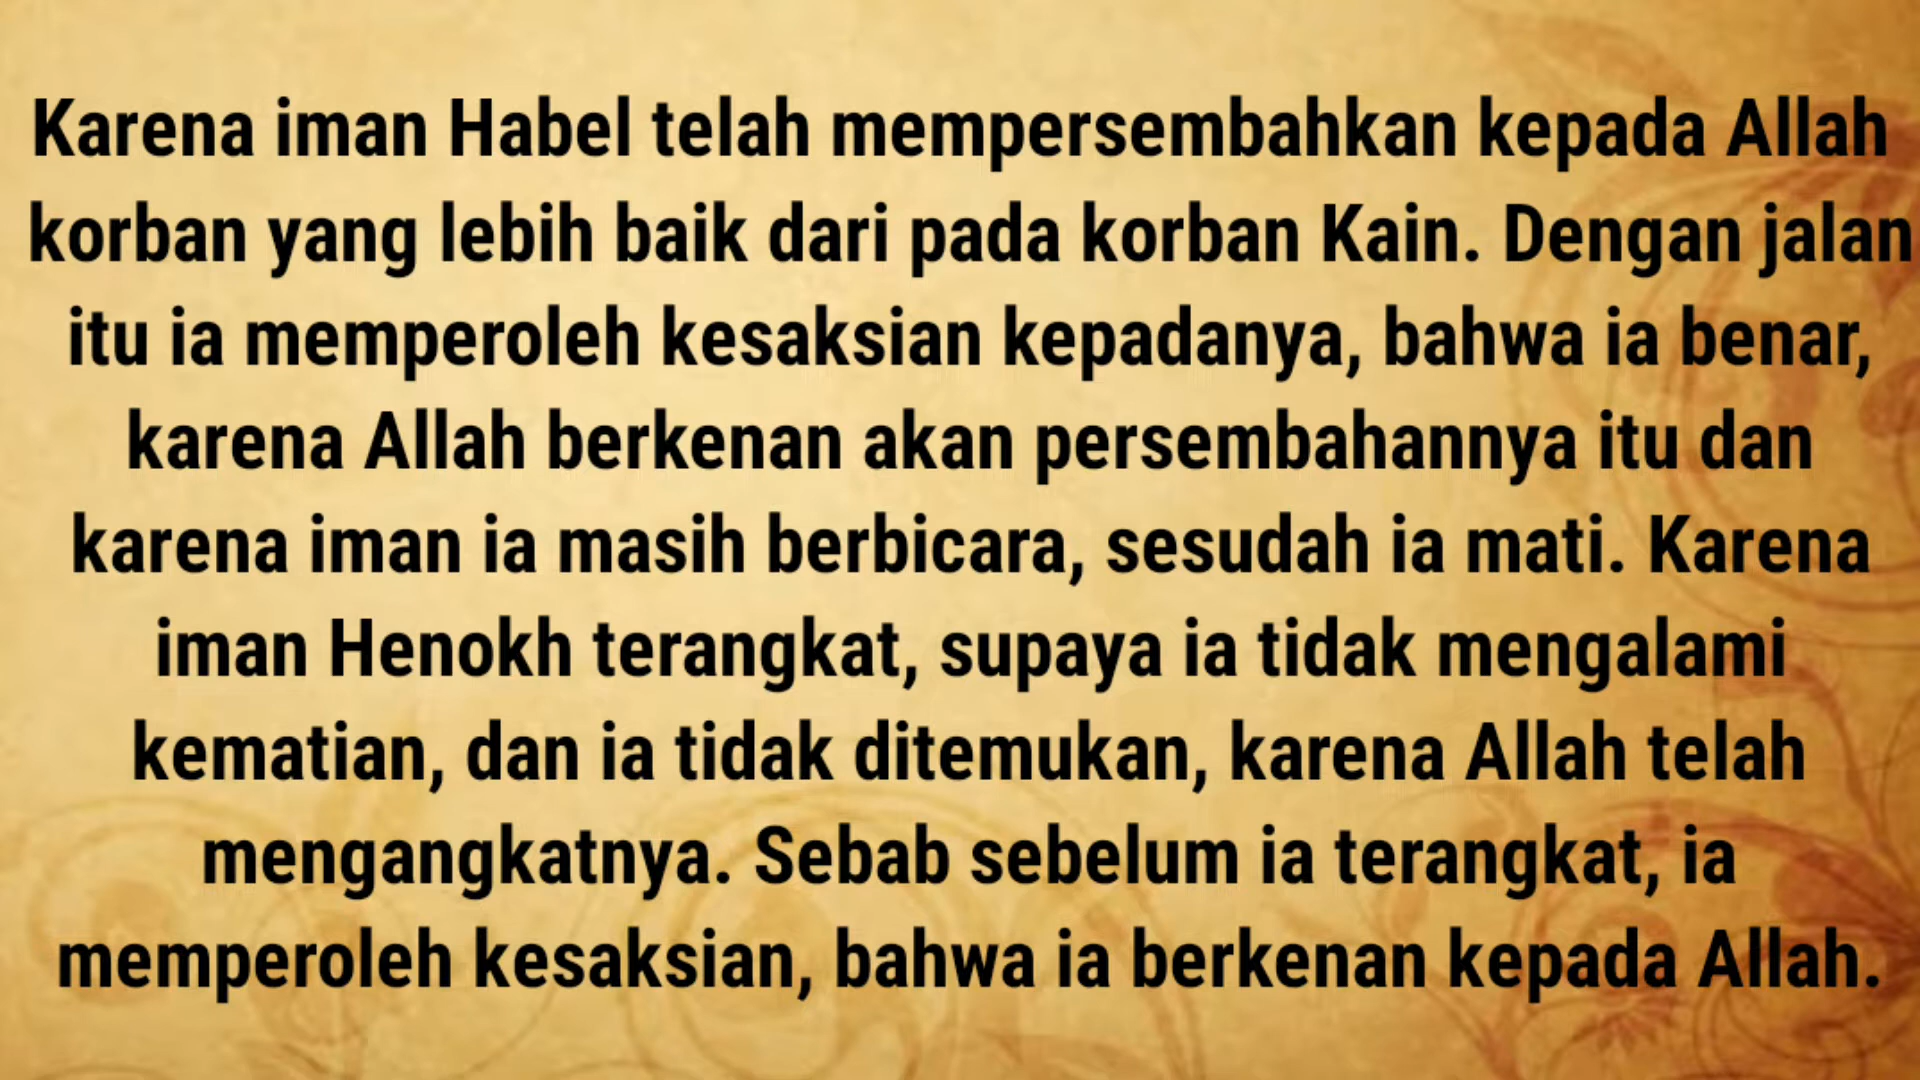 Karena iman Habel telah mempersembahkan kepada Allah
korban yang lebih baik dari pada korban Kain. Dengan jalan
itu ia memperoleh kesaksian kepadanya, bahwa ia benar,
karena Allah berkenan akan persembahannya itu dan
karena iman ia masih berbicara, sesudah ia mati. Karena
iman Henokh terangkat, supaya ia tidak mengalami
kematian, dan ia tidak ditemukan, karena Allah telah
mengangkatnya. Sebab sebelum ia terangkat, ia
memperoleh kesaksian, bahwa ia berkenan kepada Allah.